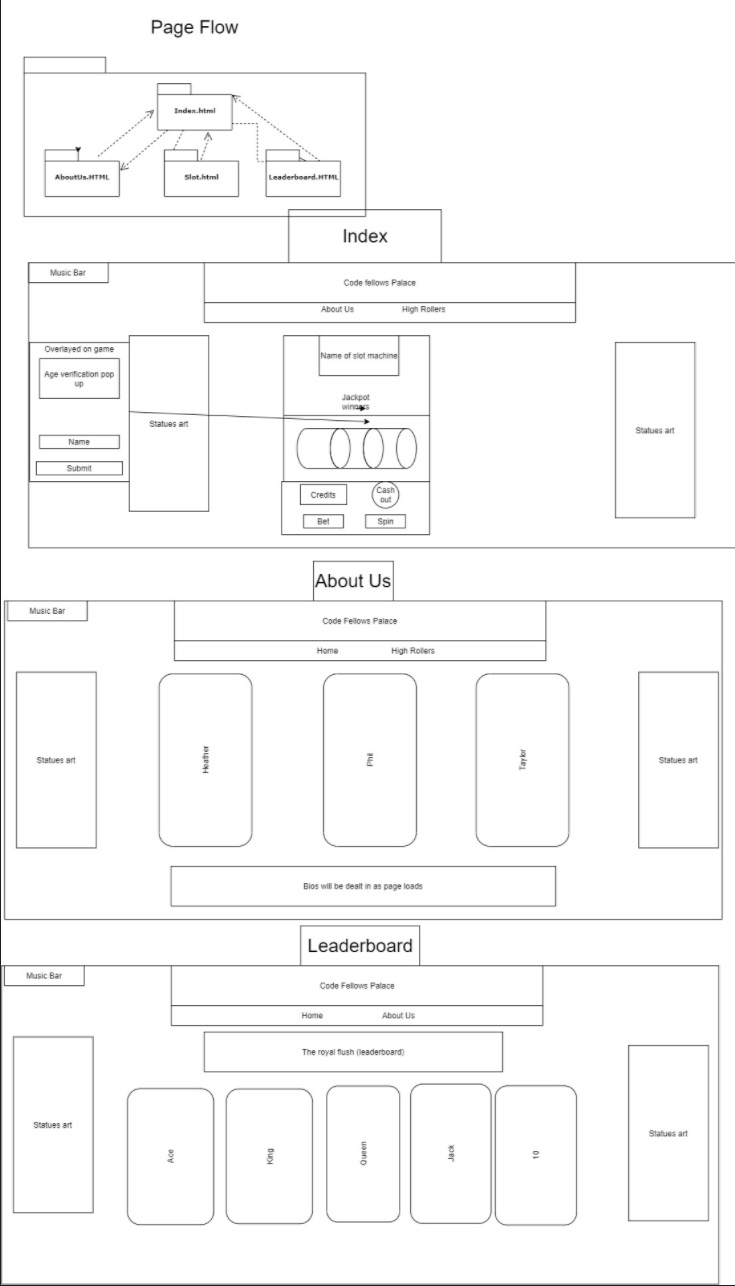 Page Flow
Index.html
AboutUs.HTML
Slot.html
Leaderboard.HTML
Index
Music Bar
Code fellows Palace
About Us
High Rollers
Overlayed on game
Age verification pop
up
Name
Submit
Statues art
Name of slot machine
Jackpot
winners
Credits
Cash
out
Bet
Spin
Statues art
About Us
Music Bar
Code Fellows Palace
Home
High Rollers
Statues art
Heather
Phil
Taylor
Statues art
Bios will be dealt in as page loads
Leaderboard
Music Bar
Code Fellows Palace
Home
About Us
The royal flush (leaderboard)
Statues art
Ace
King
Queen
Jack
10
Statues art